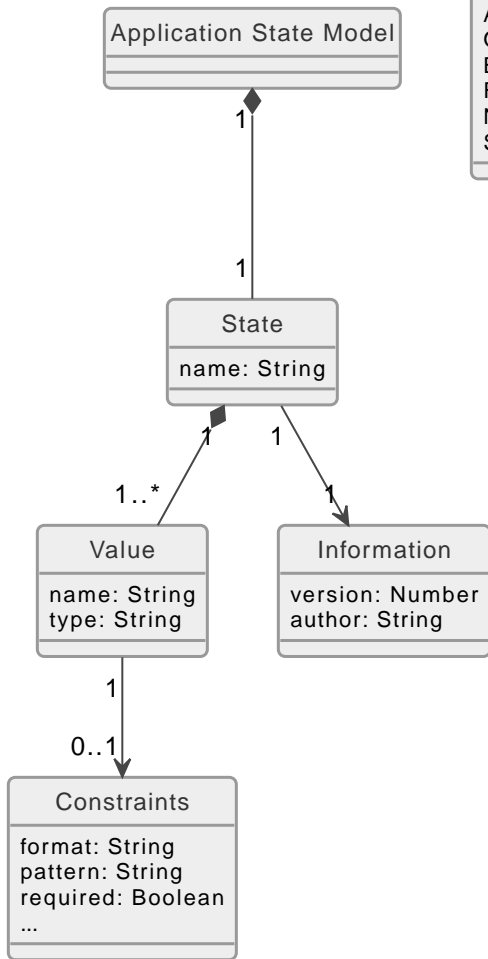 Application State Model
1
1
State
name: String
1
1
1..*
1
Value
name: String
type: String
Information
version: Number
author: String
1
0..1
Constraints
format: String
pattern: String
required: Boolean
...